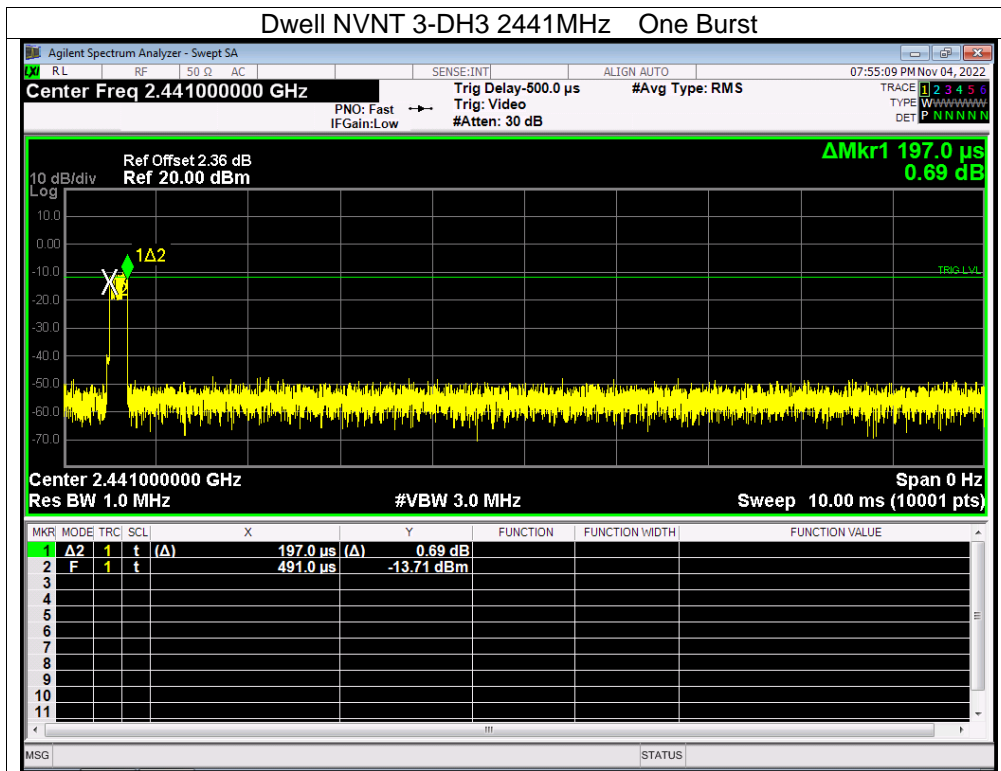 Dwell NVNT 3-DH3 2441MHz One Burst
Agilent Spectrum Analyzer - Swept SA
LXI RL RF 50 Ω AC SENSE:INT ALIGN AUTO 07:55:09 PM Nov 04, 2022
Center Freq 2.441000000 GHz
PNO: Fast
IFGain:Low
Trig Delay-500.0 µs
Trig: Video
#Atten: 30 dB
#Avg Type: RMS
TRACE 1 2 3 4 5 6
TYPE WWWWWW
DET P N N N N N
ΔMkr1 197.0 µs
0.69 dB
Ref Offset 2.36 dB
10 dB/div Ref 20.00 dBm
Log
10.0
0.00
1Δ2
-10.0
TRIG LVL
-20.0
-30.0
-40.0
-50.0
-60.0
-70.0
Center 2.441000000 GHz Span 0 Hz
Res BW 1.0 MHz #VBW 3.0 MHz Sweep 10.00 ms (10001 pts)
MKR MODE TRC SCL X Y FUNCTION FUNCTION WIDTH FUNCTION VALUE
1 Δ2 1 t (Δ) 197.0 µs (Δ) 0.69 dB
2 F 1 t 491.0 µs -13.71 dBm
3
4
5
6
7
8
9
10
11
MSG STATUS